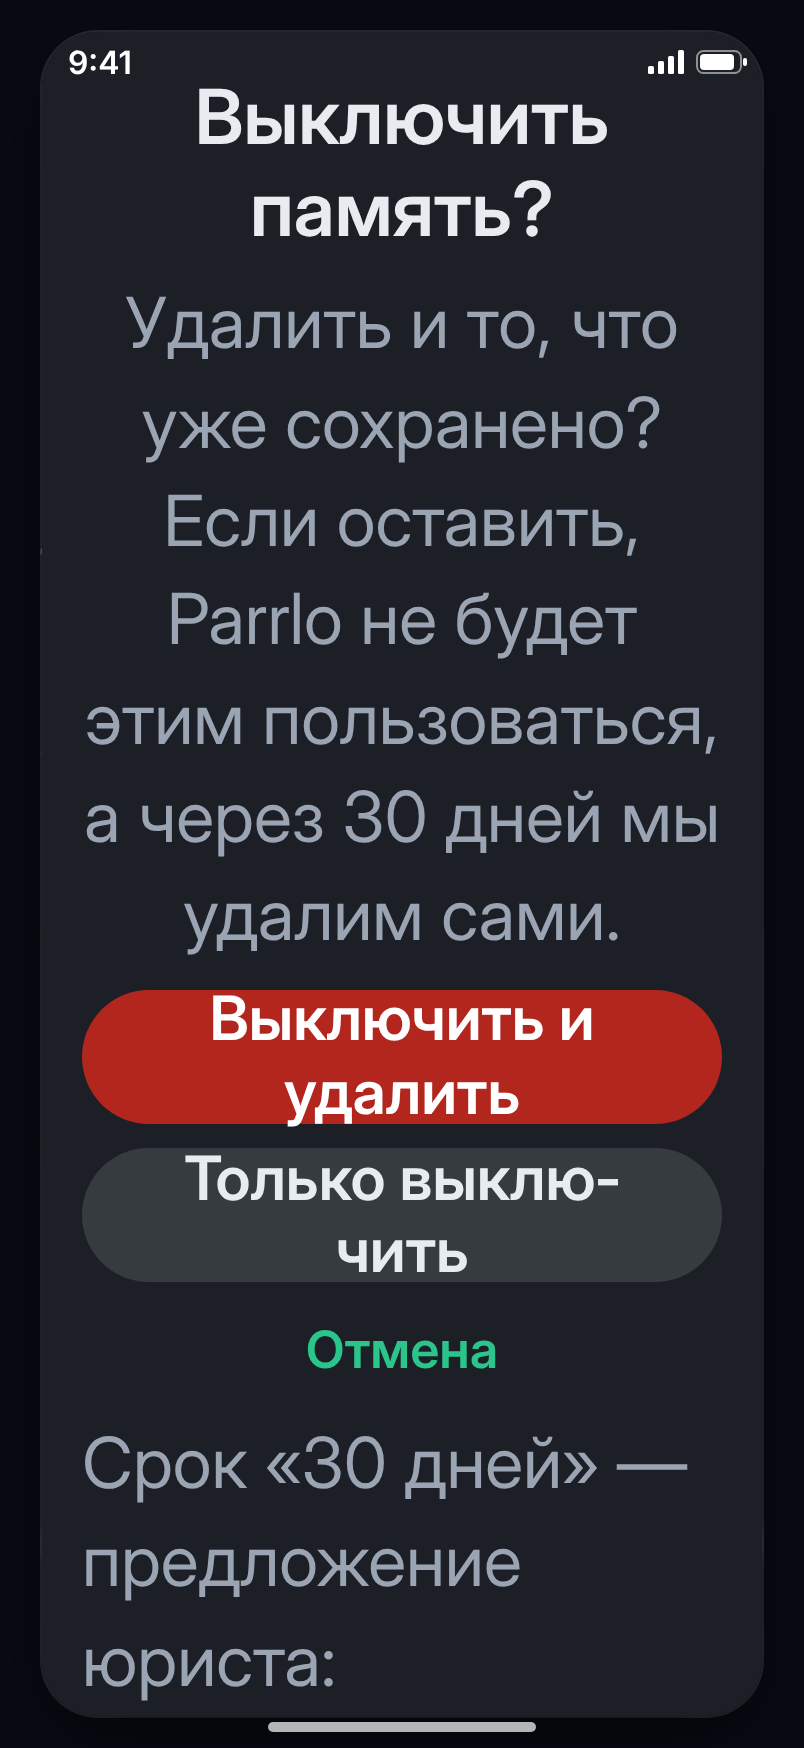 9:41
Выключить
память?
Удалить и то, что
уже сохранено?
Если оставить,
Parrlo не будет
этим пользоваться,
а через 30 дней мы
удалим сами.
Выключить и
удалить
Только выклю-
чить
Отмена
Срок «30 дней» —
предложение
юриста: